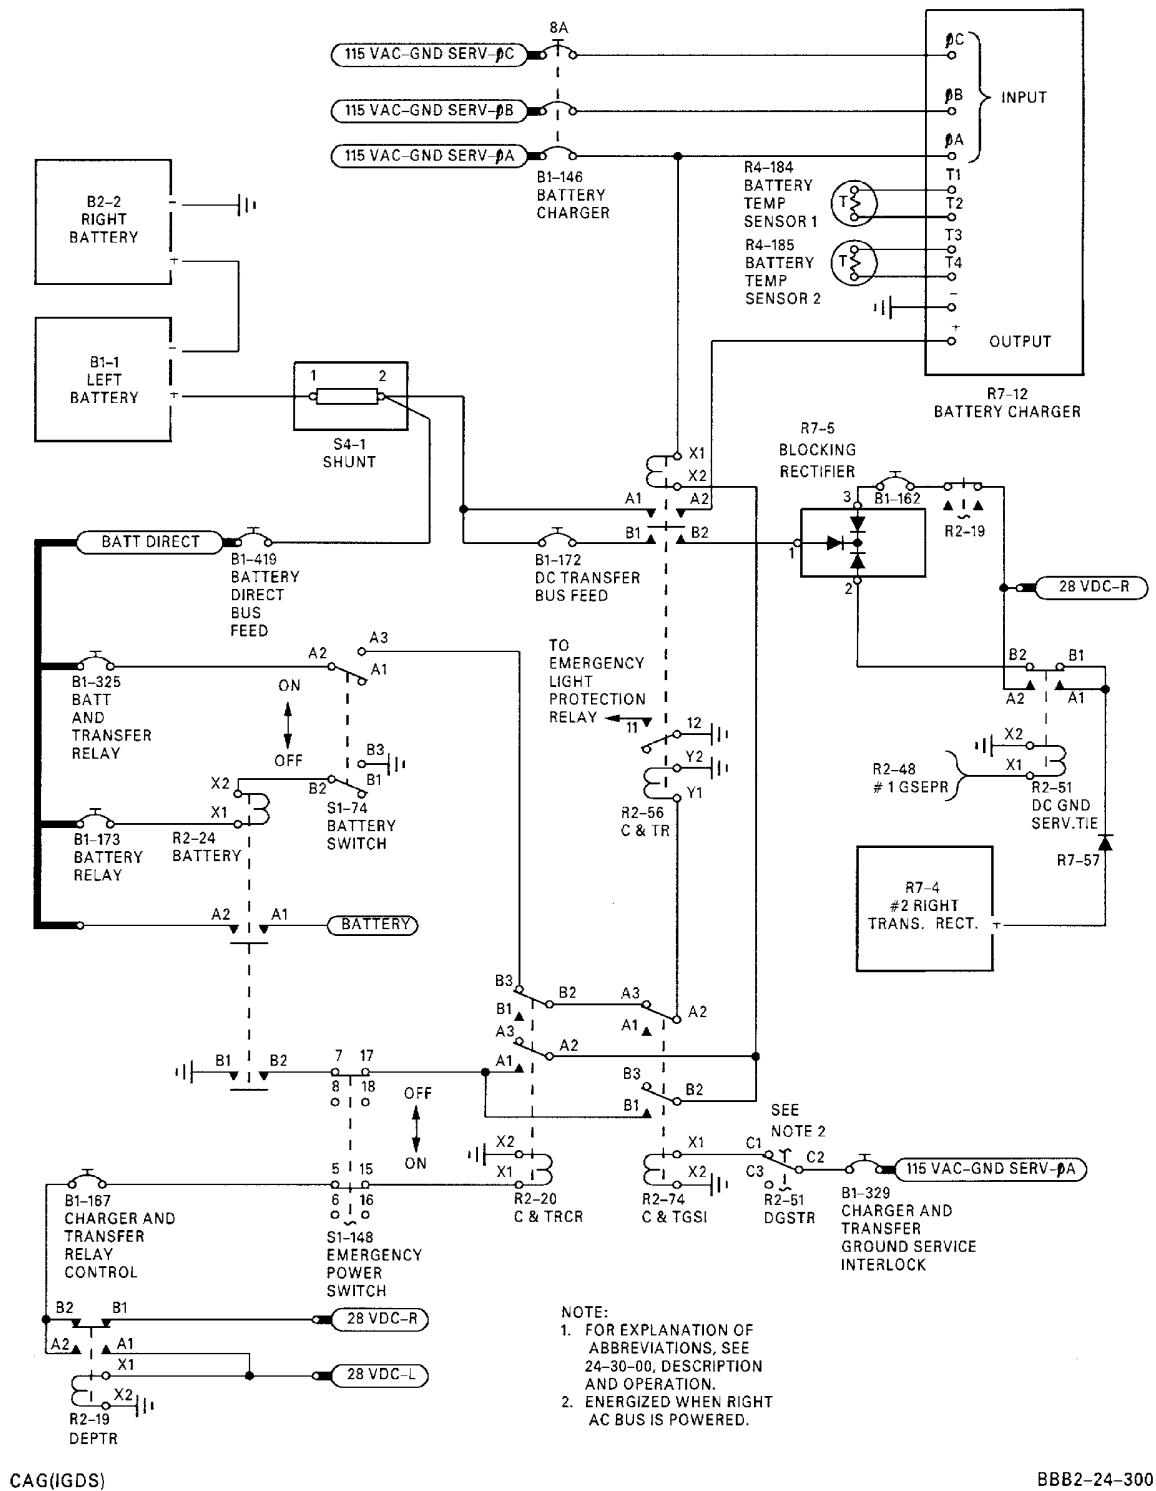 8A
115 VAC–GND SERV–øC
øC
115 VAC–GND SERV–øB
øB
INPUT
115 VAC–GND SERV–øA
øA
B1–146
BATTERY
CHARGER
R4–184
BATTERY
TEMP
SENSOR 1
T
T1
T2
R4–185
BATTERY
TEMP
SENSOR 2
T
T3
T4
–
+
OUTPUT
R7–12
BATTERY CHARGER
B2–2
RIGHT
BATTERY
–
+
B1–1
LEFT
BATTERY
–
+
1
2
S4–1
SHUNT
X1
X2
A1
A2
B1
B2
R7–5
BLOCKING
RECTIFIER
3
1
2
B1–162
R2–19
28 VDC–R
BATT DIRECT
B1–419
BATTERY
DIRECT
BUS
FEED
B1–172
DC TRANSFER
BUS FEED
B1–325
BATT
AND
TRANSFER
RELAY
A2
A3
A1
ON
OFF
B3
B1
B2
S1–74
BATTERY
SWITCH
TO
EMERGENCY
LIGHT
PROTECTION
RELAY
11
12
Y2
Y1
R2–56
C & TR
B2
B1
A2
A1
X2
X1
R2–48
# 1 GSEPR
R2–51
DC GND
SERV.TIE
R7–57
R7–4
#2 RIGHT
TRANS. RECT.
+
X2
X1
B1–173
BATTERY
RELAY
R2–24
BATTERY
A2
A1
BATTERY
B3
B2
B1
A3
A2
A1
A3
A2
A1
B3
B2
B1
B1
B2
7
17
8
18
OFF
ON
5
15
6
16
S1–148
EMERGENCY
POWER
SWITCH
B1–167
CHARGER AND
TRANSFER
RELAY
CONTROL
X2
X1
R2–20
C & TRCR
X1
X2
R2–74
C & TGSI
SEE
NOTE 2
C1
C2
C3
R2–51
DGSTR
B1–329
CHARGER AND
TRANSFER
GROUND SERVICE
INTERLOCK
115 VAC–GND SERV–øA
B2
B1
28 VDC–R
A2
A1
X1
28 VDC–L
X2
R2–19
DEPTR
NOTE:
1. FOR EXPLANATION OF
ABBREVIATIONS, SEE
24–30–00, DESCRIPTION
AND OPERATION.
2. ENERGIZED WHEN RIGHT
AC BUS IS POWERED.
CAG(IGDS)
BBB2–24–300